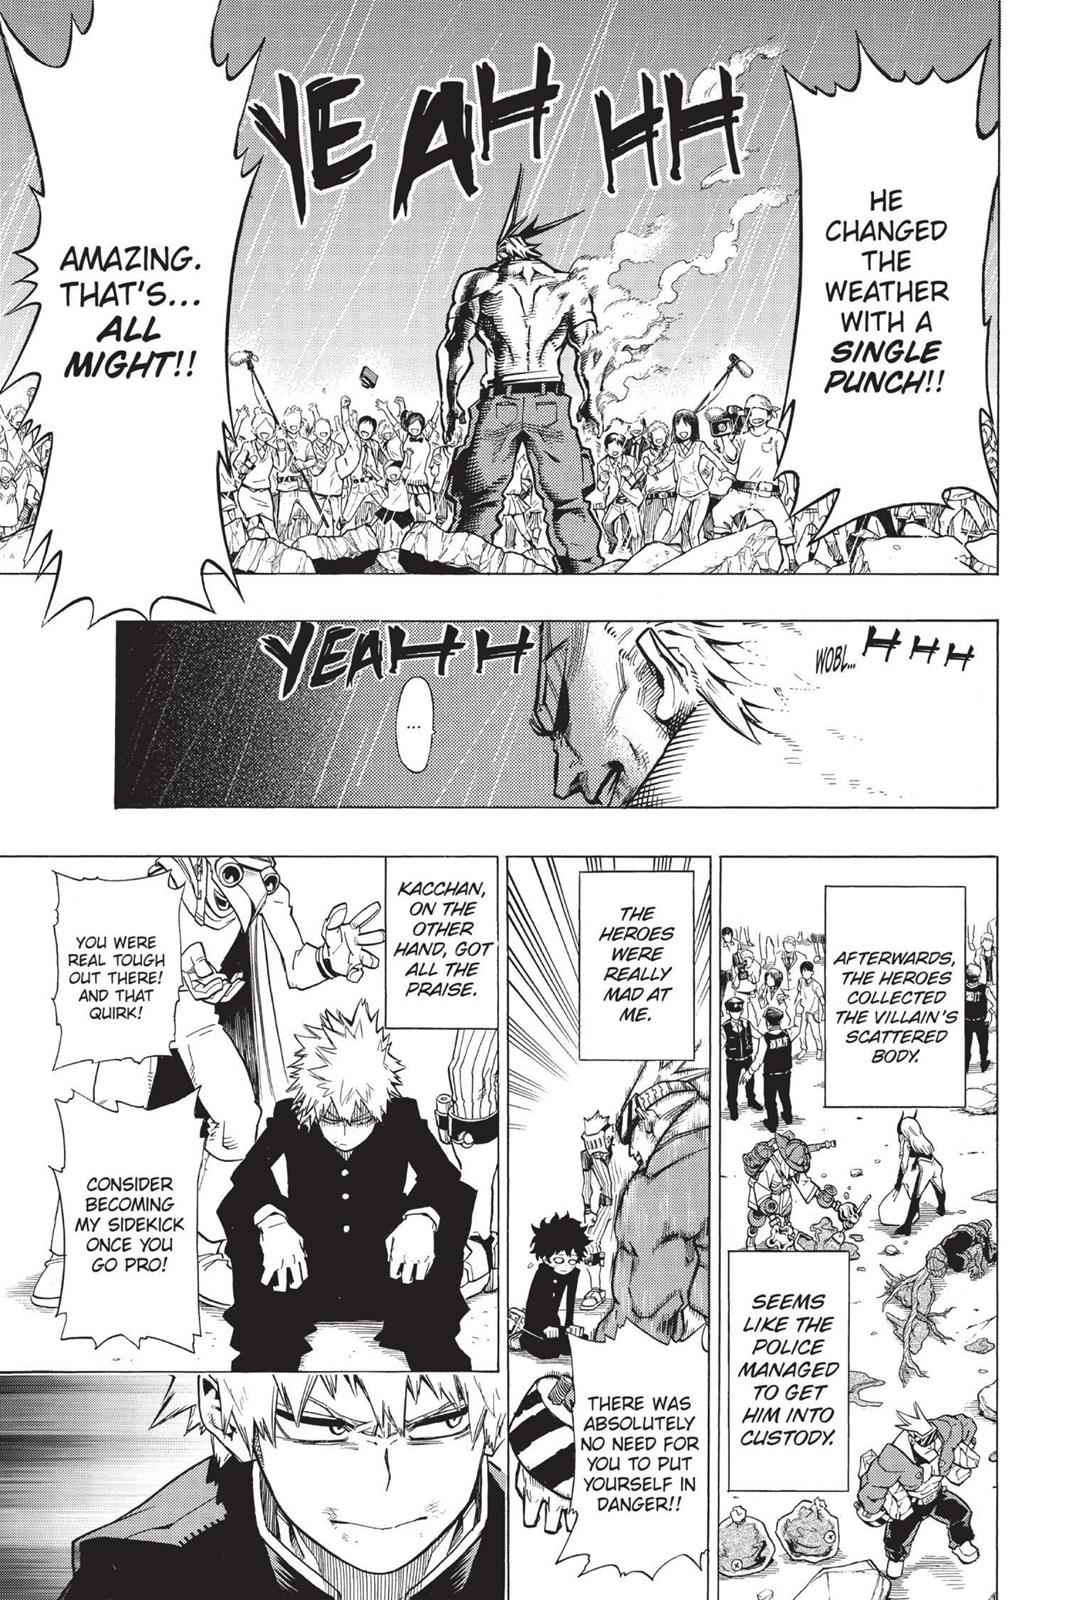 YEAHHH
HE
CHANGED
THE
WEATHER
WITH A
SINGLE
PUNCH!!
AMAZING.
THAT'S...
ALL
MIGHT!!
WOBL...
HHH
YEAHHH
...
AFTERWARDS,
THE HEROES
COLLECTED
THE VILLAIN'S
SCATTERED
BODY.
SEEMS
LIKE THE
POLICE
MANAGED
TO GET
HIM INTO
CUSTODY.
THE
HEROES
WERE
REALLY
MAD AT
ME.
THERE WAS
ABSOLUTELY
NO NEED FOR
YOU TO PUT
YOURSELF IN
DANGER!!
KACCHAN,
ON THE
OTHER
HAND, GOT
ALL THE
PRAISE.
YOU WERE
REAL TOUGH
OUT THERE!
AND THAT
QUIRK!
CONSIDER
BECOMING
MY SIDEKICK
ONCE YOU
GO PRO!